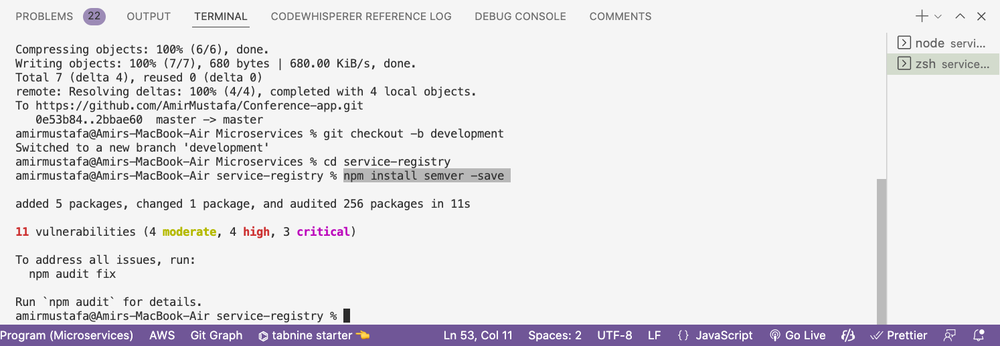 PROBLEMS 22 OUTPUT TERMINAL CODEWHISPERER REFERENCE LOG DEBUG CONSOLE COMMENTS
Compressing objects: 100% (6/6), done.
Writing objects: 100% (7/7), 680 bytes | 680.00 KiB/s, done.
Total 7 (delta 4), reused 0 (delta 0)
remote: Resolving deltas: 100% (4/4), completed with 4 local objects.
To https://github.com/AmirMustafa/Conference-app.git
   0e53b84..2bbae60  master -> master
amirmustafa@Amirs-MacBook-Air Microservices % git checkout -b development
Switched to a new branch 'development'
amirmustafa@Amirs-MacBook-Air Microservices % cd service-registry
amirmustafa@Amirs-MacBook-Air service-registry % npm install semver -save
added 5 packages, changed 1 package, and audited 256 packages in 11s
11 vulnerabilities (4 moderate, 4 high, 3 critical)
To address all issues, run:
  npm audit fix
Run `npm audit` for details.
amirmustafa@Amirs-MacBook-Air service-registry %
node servi...
zsh service...
Program (Microservices) AWS Git Graph tabnine starter Ln 53, Col 11 Spaces: 2 UTF-8 LF {} JavaScript Go Live Prettier